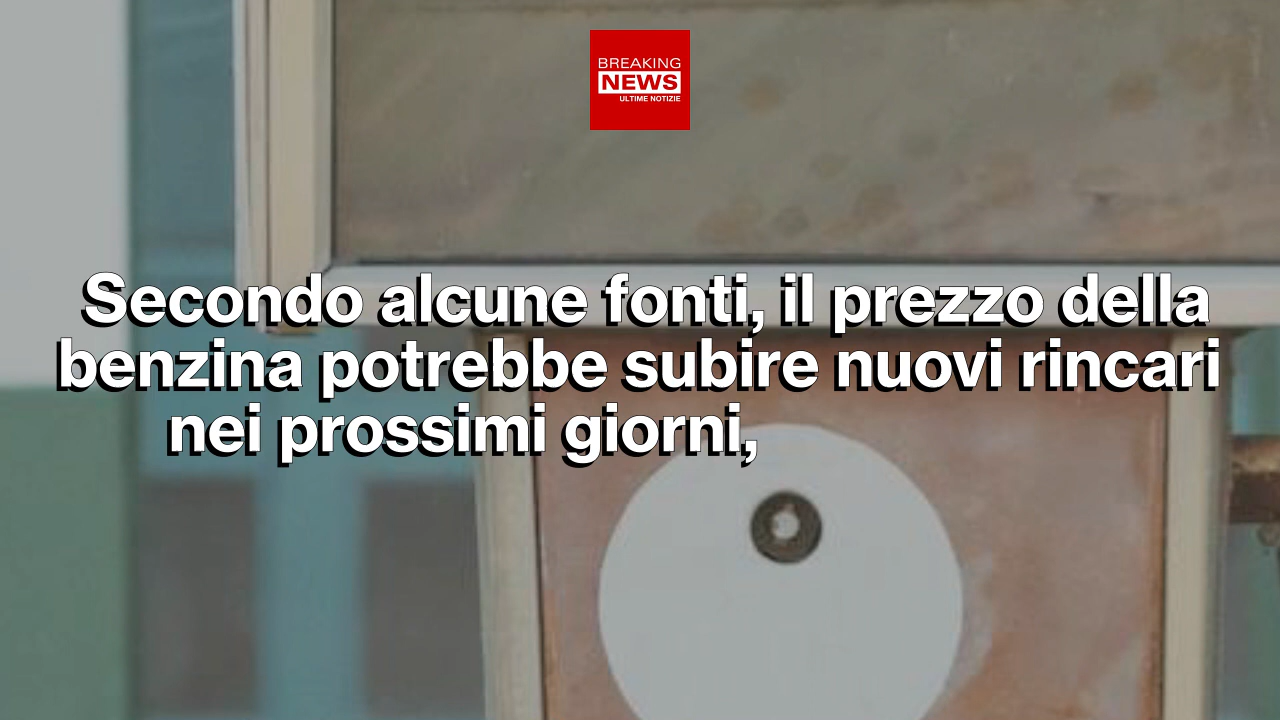 BREAKING
NEWS
ULTIME NOTIZIE
Secondo alcune fonti, il prezzo della
benzina potrebbe subire nuovi rincari
nei prossimi giorni,